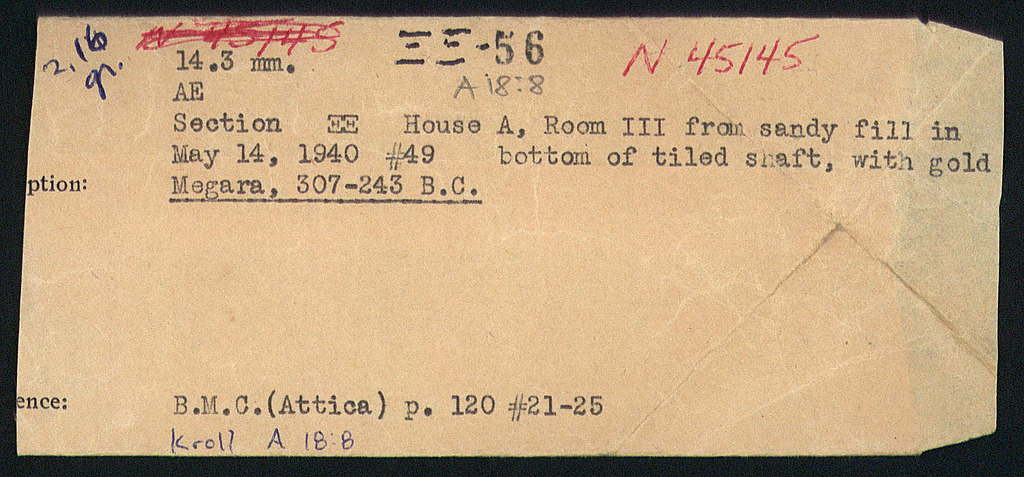 2.16 gr.
N 45145
ΞΞ-56
N 45145
14.3 mm.
A 18:8
AE
Section ΞΞ House A, Room III from sandy fill in
May 14, 1940 #49 bottom of tiled shaft, with gold
ption: Megara, 307-243 B.C.
ence: B.M.C.(Attica) p. 120 #21-25
Kroll A 18:8